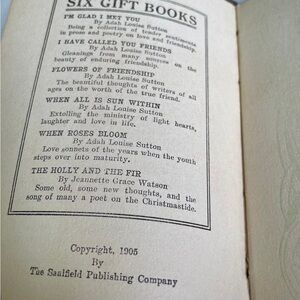 SIX GIFT BOOKS
I'M GLAD I MET YOU
By Adah Louise Sutton
Being a collection of tender sentiments
in prose and poetry on love and friendship.
I HAVE CALLED YOU FRIENDS
By Adah Louise Sutton
Gleanings from many sources on the
beauty of enduring friendship.
FLOWERS OF FRIENDSHIP
By Adah Louise Sutton
The beautiful thoughts of writers of all
ages on the worth of the true friend.
WHEN ALL IS SUN WITHIN
By Adah Louise Sutton
Extolling the ministry of light hearts,
laughter and love in life.
WHEN ROSES BLOOM
By Adah Louise Sutton
Love sonnets of the years when the youth
steps over into maturity.
THE HOLLY AND THE FIR
By Jeannette Grace Watson
Some old, some new thoughts, and the
song of many a poet on the Christmastide.
Copyright, 1905
By
The Saalfield Publishing Company